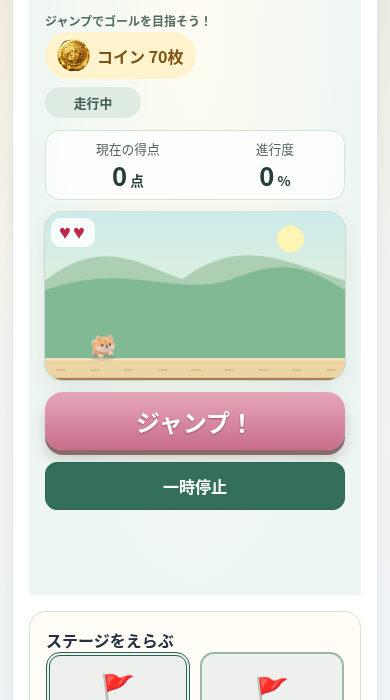 ジャンプでゴールを目指そう！
コイン 70枚
走行中
現在の得点
進行度
0 点
0 %
ジャンプ！
一時停止
ステージをえらぶ